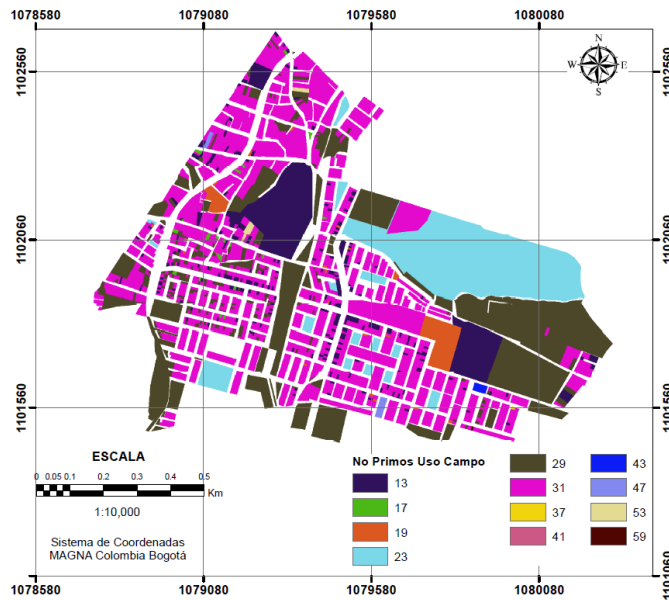 1078580 1079080 1079580 1080080
1102560 1102560
N
W E
S
1102060 1102060
1101560 1101560
ESCALA
0 0.05 0.1 0.2 0.3 0.4 0.5
Km
1:10,000
Sistema de Coordenadas
MAGNA Colombia Bogotá
No Primos Uso Campo
13
17
19
23
29
31
37
41
43
47
53
59
1101060
1078580 1079080 1079580 1080080